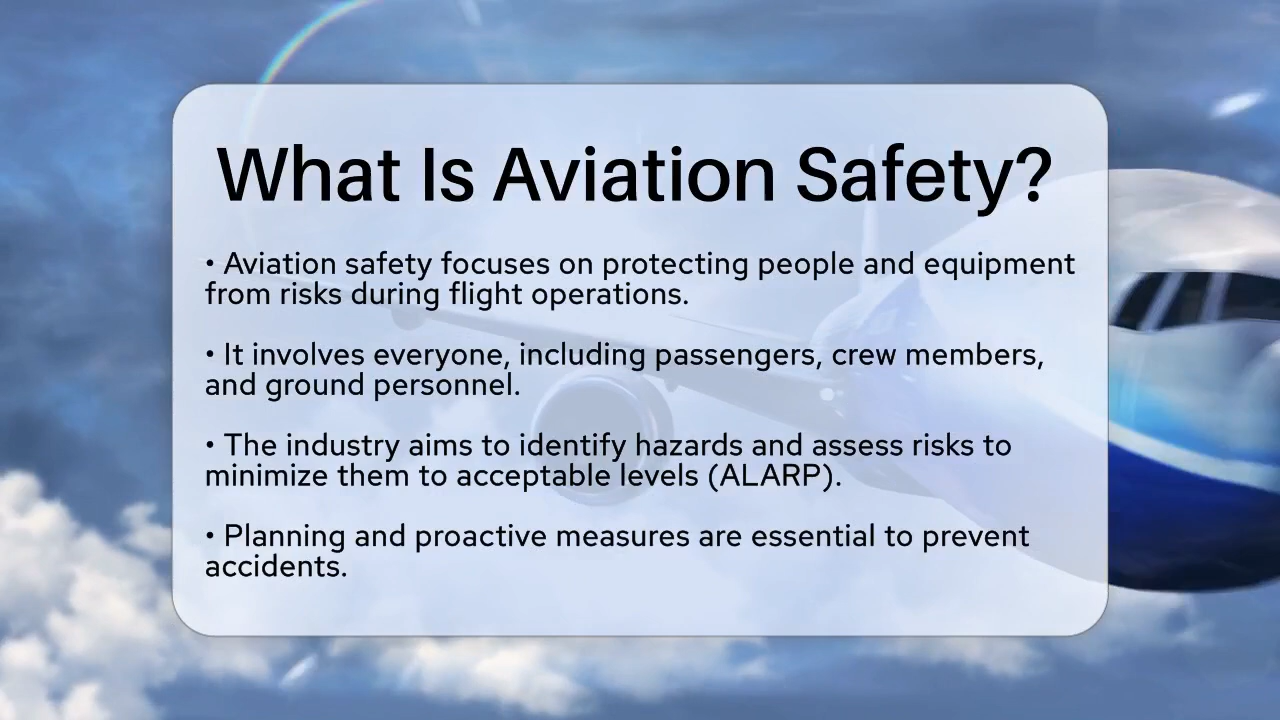 What Is Aviation Safety?
• Aviation safety focuses on protecting people and equipment
from risks during flight operations.
• It involves everyone, including passengers, crew members,
and ground personnel.
• The industry aims to identify hazards and assess risks to
minimize them to acceptable levels (ALARP).
• Planning and proactive measures are essential to prevent
accidents.